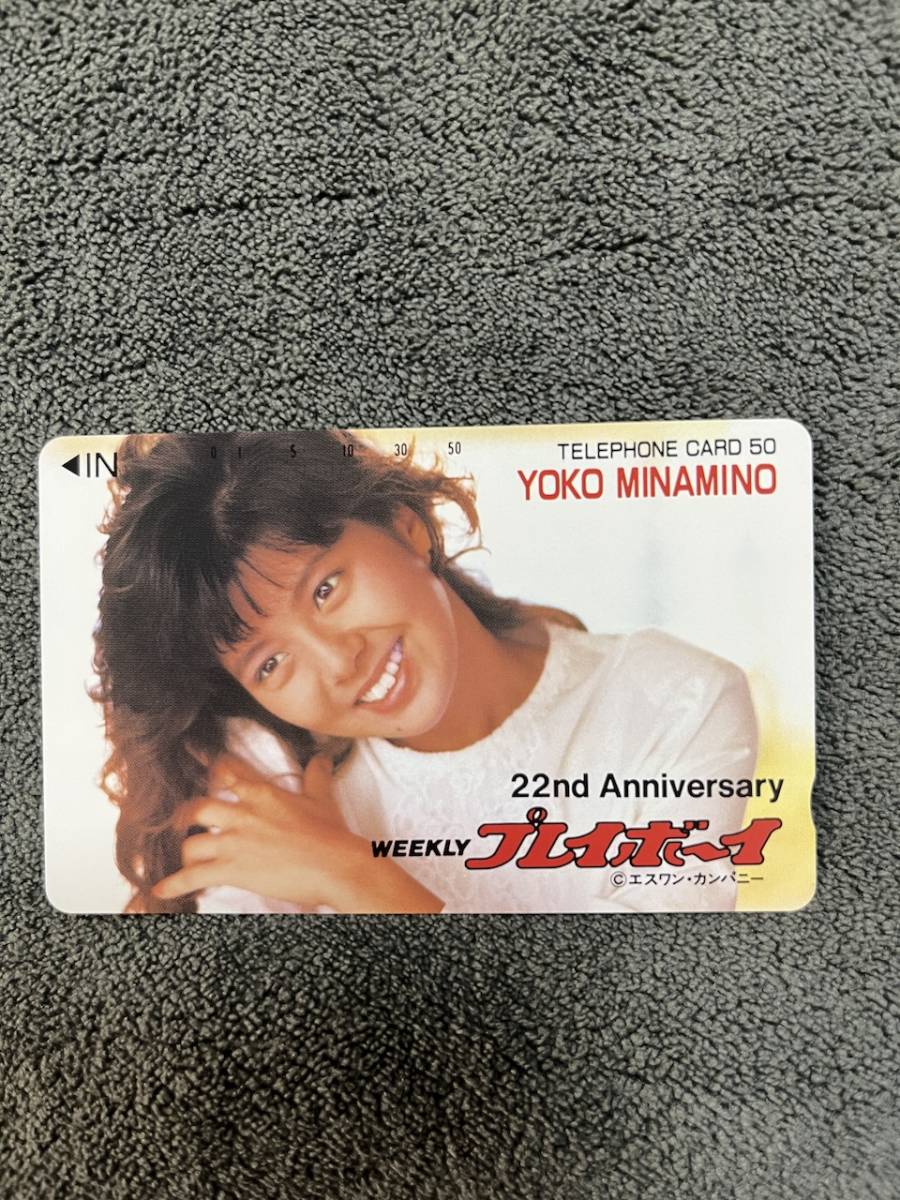 ◀IN
0 1 5 10 30 50
TELEPHONE CARD 50
YOKO MINAMINO
22nd Anniversary
WEEKLY プレイボーイ
Ⓒエスワン・カンパニー